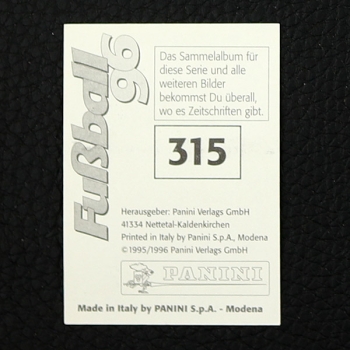 Fußball
96
Das Sammelalbum für
diese Serie und alle
weiteren Bilder
bekommst Du überall,
wo es Zeitschriften gibt.
315
Herausgeber: Panini Verlags GmbH
41334 Nettetal-Kaldenkirchen
Printed in Italy by Panini S.p.A., Modena
©1995/1996 Panini Verlags GmbH
PANINI
Made in Italy by PANINI S.p.A. - Modena